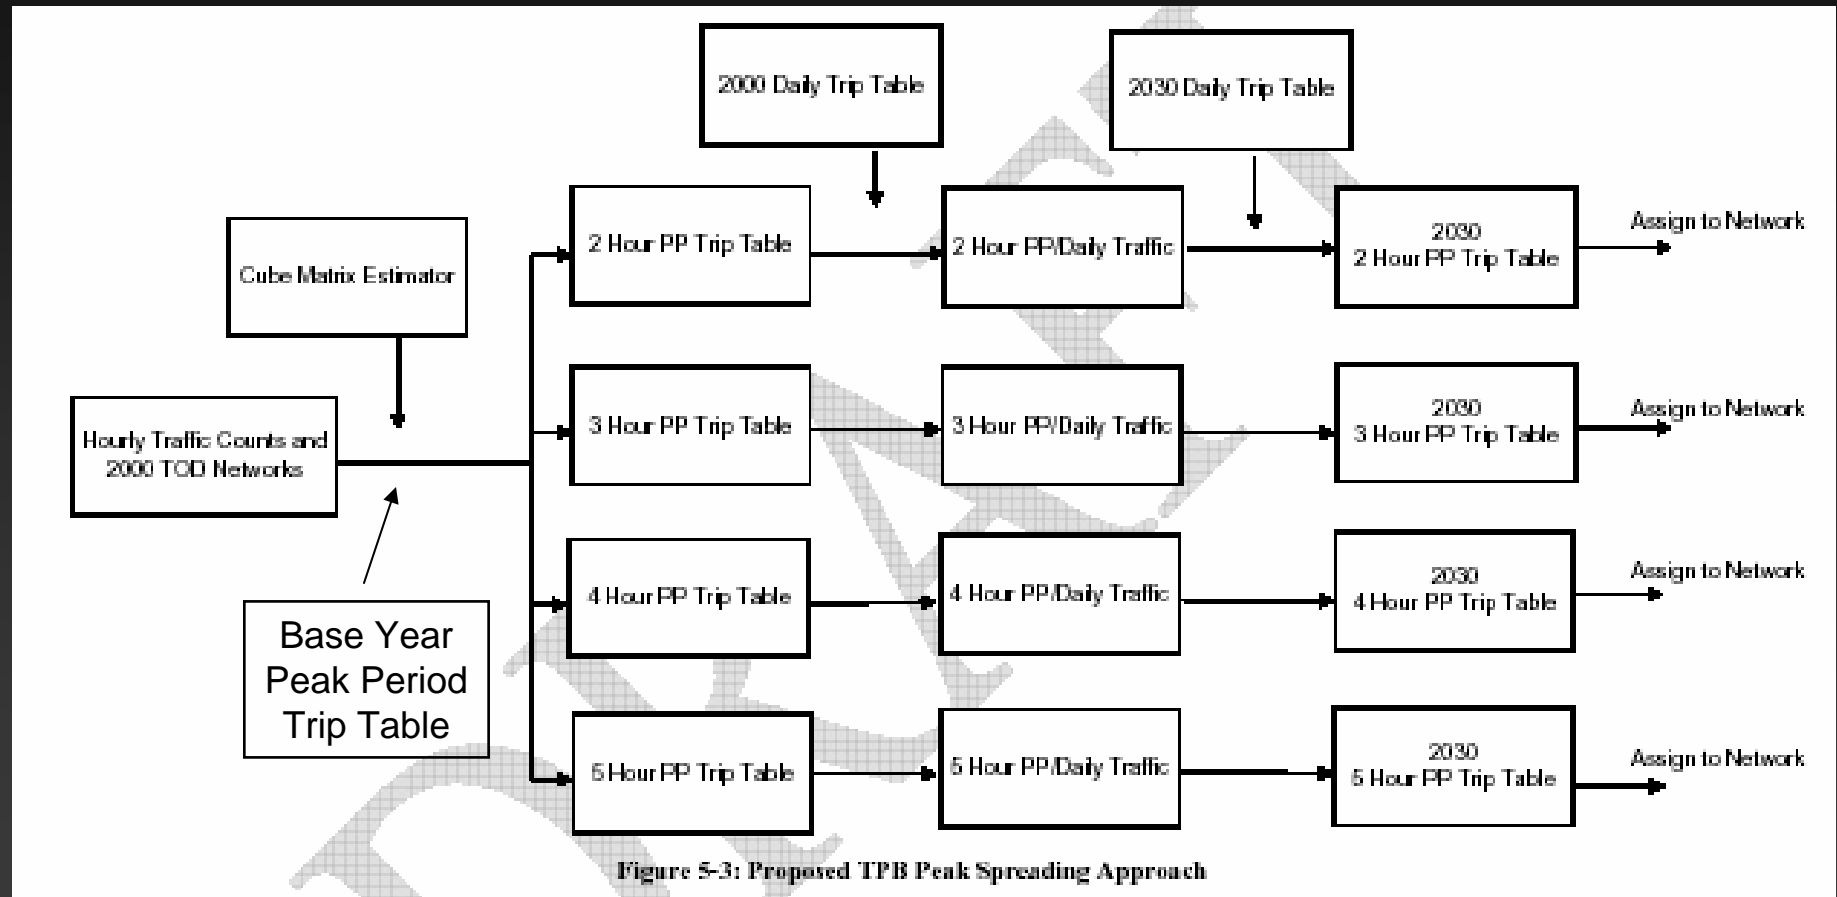 2000 Daily Trip Table
2030 Daily Trip Table
Cube Matrix Estimator
Hourly Traffic Counts and
2000 TOD Networks
Base Year
Peak Period
Trip Table
2 Hour PP Trip Table
2 Hour PP/Daily Traffic
2030
2 Hour PP Trip Table
Assign to Network
3 Hour PP Trip Table
3 Hour PP/Daily Traffic
2030
3 Hour PP Trip Table
Assign to Network
4 Hour PP Trip Table
4 Hour PP/Daily Traffic
2030
4 Hour PP Trip Table
Assign to Network
5 Hour PP Trip Table
5 Hour PP/Daily Traffic
2030
5 Hour PP Trip Table
Assign to Network
Figure 5-3: Proposed TPB Peak Spreading Approach
DRAFT